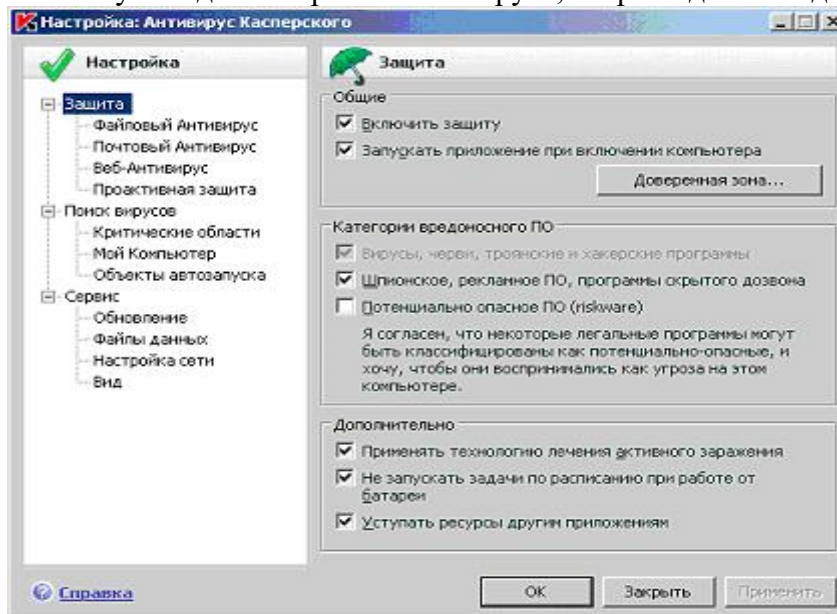 Настройка: Антивирус Касперского
Настройка
Защита
Файловый Антивирус
Почтовый Антивирус
Веб-Антивирус
Проактивная защита
Поиск вирусов
Критические области
Мой Компьютер
Объекты автозапуска
Сервис
Обновление
Файлы данных
Настройка сети
Вид
Защита
Общие
Включить защиту
Запускать приложение при включении компьютера
Доверенная зона...
Категории вредоносного ПО
Вирусы, черви, троянские и хакерские программы
Шпионское, рекламное ПО, программы скрытого дозвона
Потенциально опасное ПО (riskware)
Я согласен, что некоторые легальные программы могут
быть классифицированы как потенциально-опасные, и
хочу, чтобы они воспринимались как угроза на этом
компьютере.
Дополнительно
Применять технологию лечения активного заражения
Не запускать задачи по расписанию при работе от
батареи
Уступать ресурсы другим приложениям
Справка
ОК
Закрыть
Применить